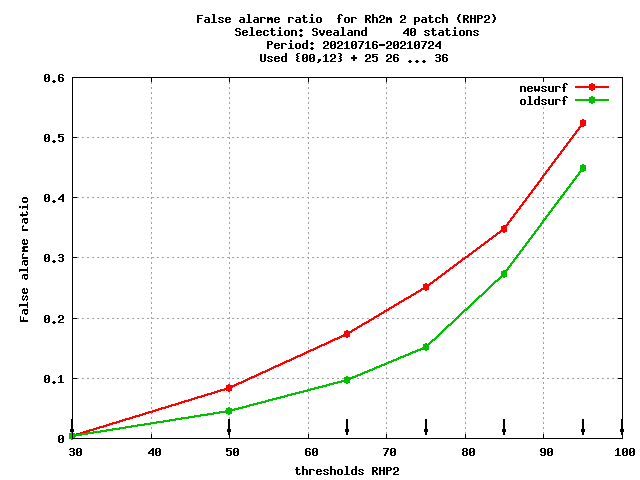 False alarme ratio  for Rh2m 2 patch (RHP2)
Selection: Svealand     40 stations
Period: 20210716-20210724
Used {00,12} + 25 26 ... 36
newsurf
oldsurf
False alarme ratio
0.6
0.5
0.4
0.3
0.2
0.1
0
30 40 50 60 70 80 90 100
thresholds RHP2